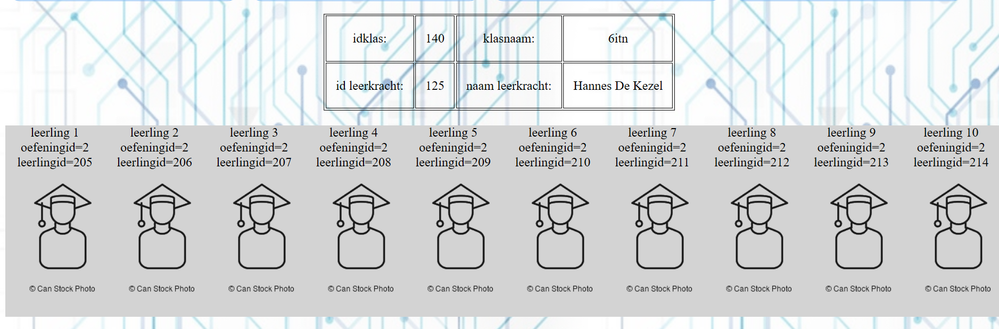 idklas: 140 klasnaam: 6itn
id leerkracht: 125 naam leerkracht: Hannes De Kezel
leerling 1 leerling 2 leerling 3 leerling 4 leerling 5 leerling 6 leerling 7 leerling 8 leerling 9 leerling 10
oefeningid=2 oefeningid=2 oefeningid=2 oefeningid=2 oefeningid=2 oefeningid=2 oefeningid=2 oefeningid=2 oefeningid=2 oefeningid=2
leerlingid=205 leerlingid=206 leerlingid=207 leerlingid=208 leerlingid=209 leerlingid=210 leerlingid=211 leerlingid=212 leerlingid=213 leerlingid=214
© Can Stock Photo © Can Stock Photo © Can Stock Photo © Can Stock Photo © Can Stock Photo © Can Stock Photo © Can Stock Photo © Can Stock Photo © Can Stock Photo © Can Stock Photo